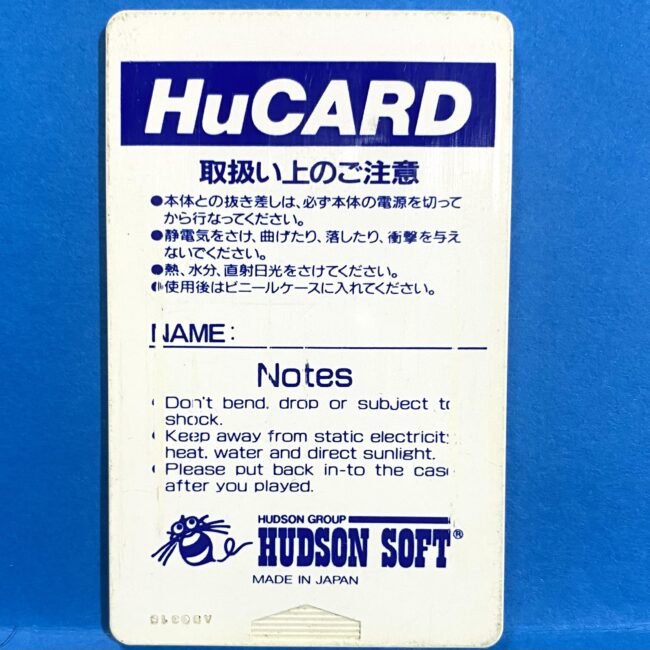 HuCARD
取扱い上のご注意
●本体との抜き差しは、必ず本体の電源を切って
から行なってください。
●静電気をさけ、曲げたり、落したり、衝撃を与え
ないでください。
●熱、水分、直射日光をさけてください。
●使用後はビニールケースに入れてください。
NAME:
Notes
Don't bend, drop or subject to
shock.
Keep away from static electricity
heat, water and direct sunlight.
Please put back in-to the case
after you played.
HUDSON GROUP
HUDSON SOFT®
MADE IN JAPAN